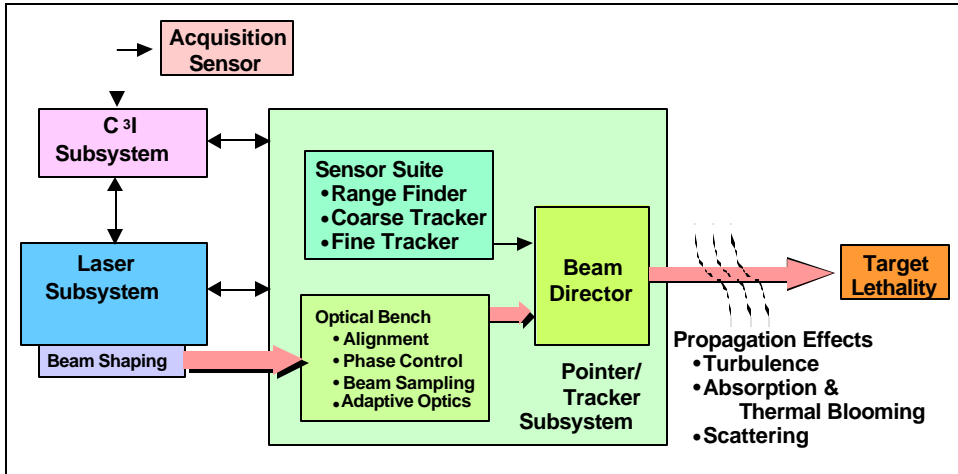 Acquisition
Sensor
C³I
Subsystem
Sensor Suite
•Range Finder
•Coarse Tracker
•Fine Tracker
Laser
Subsystem
Beam Shaping
Optical Bench
•Alignment
•Phase Control
•Beam Sampling
•Adaptive Optics
Beam
Director
Pointer/
Tracker
Subsystem
Target
Lethality
Propagation Effects
•Turbulence
•Absorption &
Thermal Blooming
•Scattering